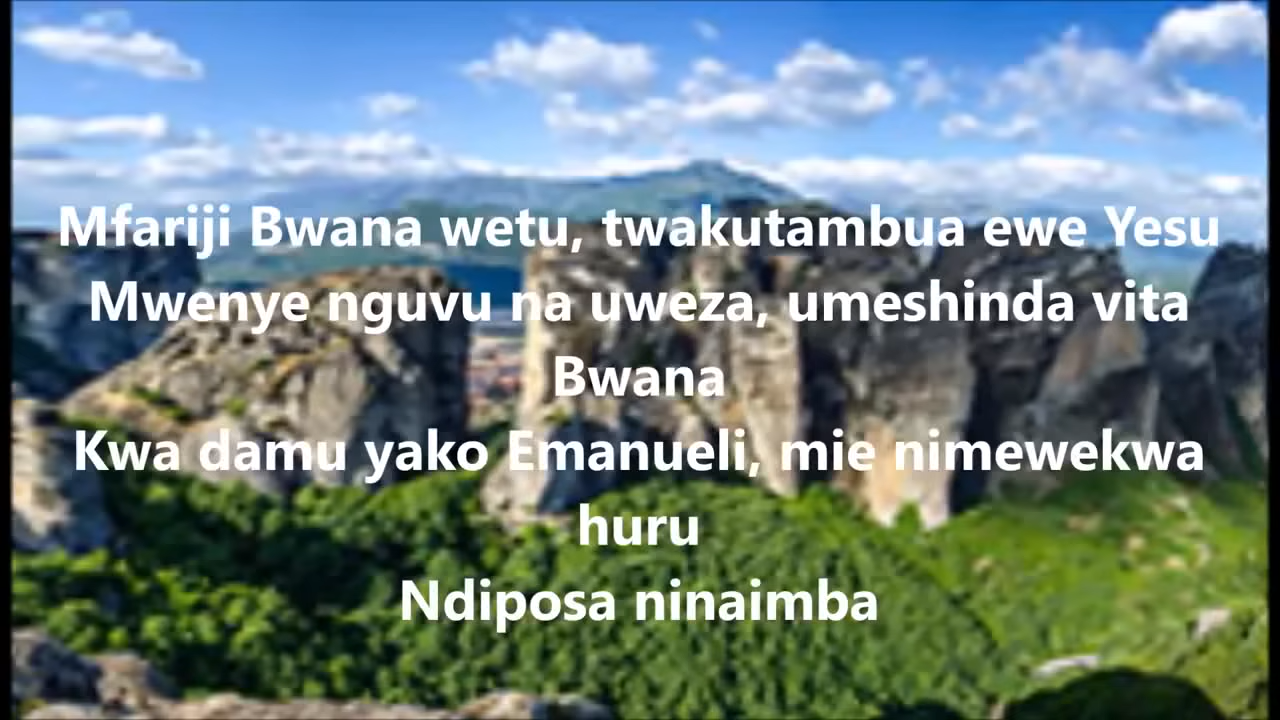 Mfariji Bwana wetu, twakutambua ewe Yesu
Mwenye nguvu na uweza, umeshinda vita
Bwana
Kwa damu yako Emanueli, mie nimewekwa
huru
Ndiposa ninaimba